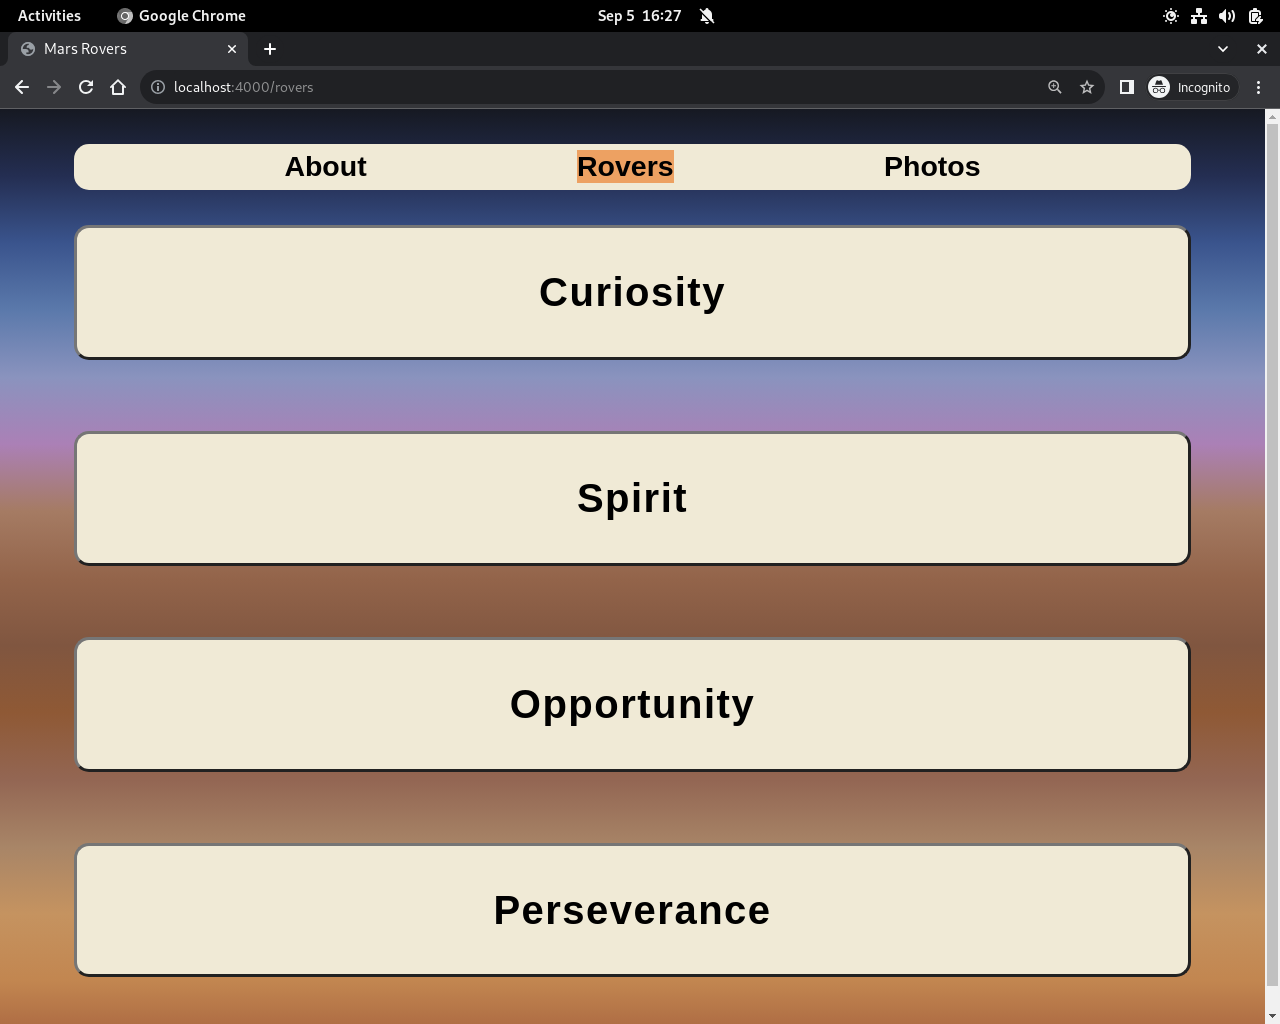 Activities Google Chrome Sep 5 16:27
Mars Rovers
localhost:4000/rovers Incognito
About Rovers Photos
Curiosity
Spirit
Opportunity
Perseverance